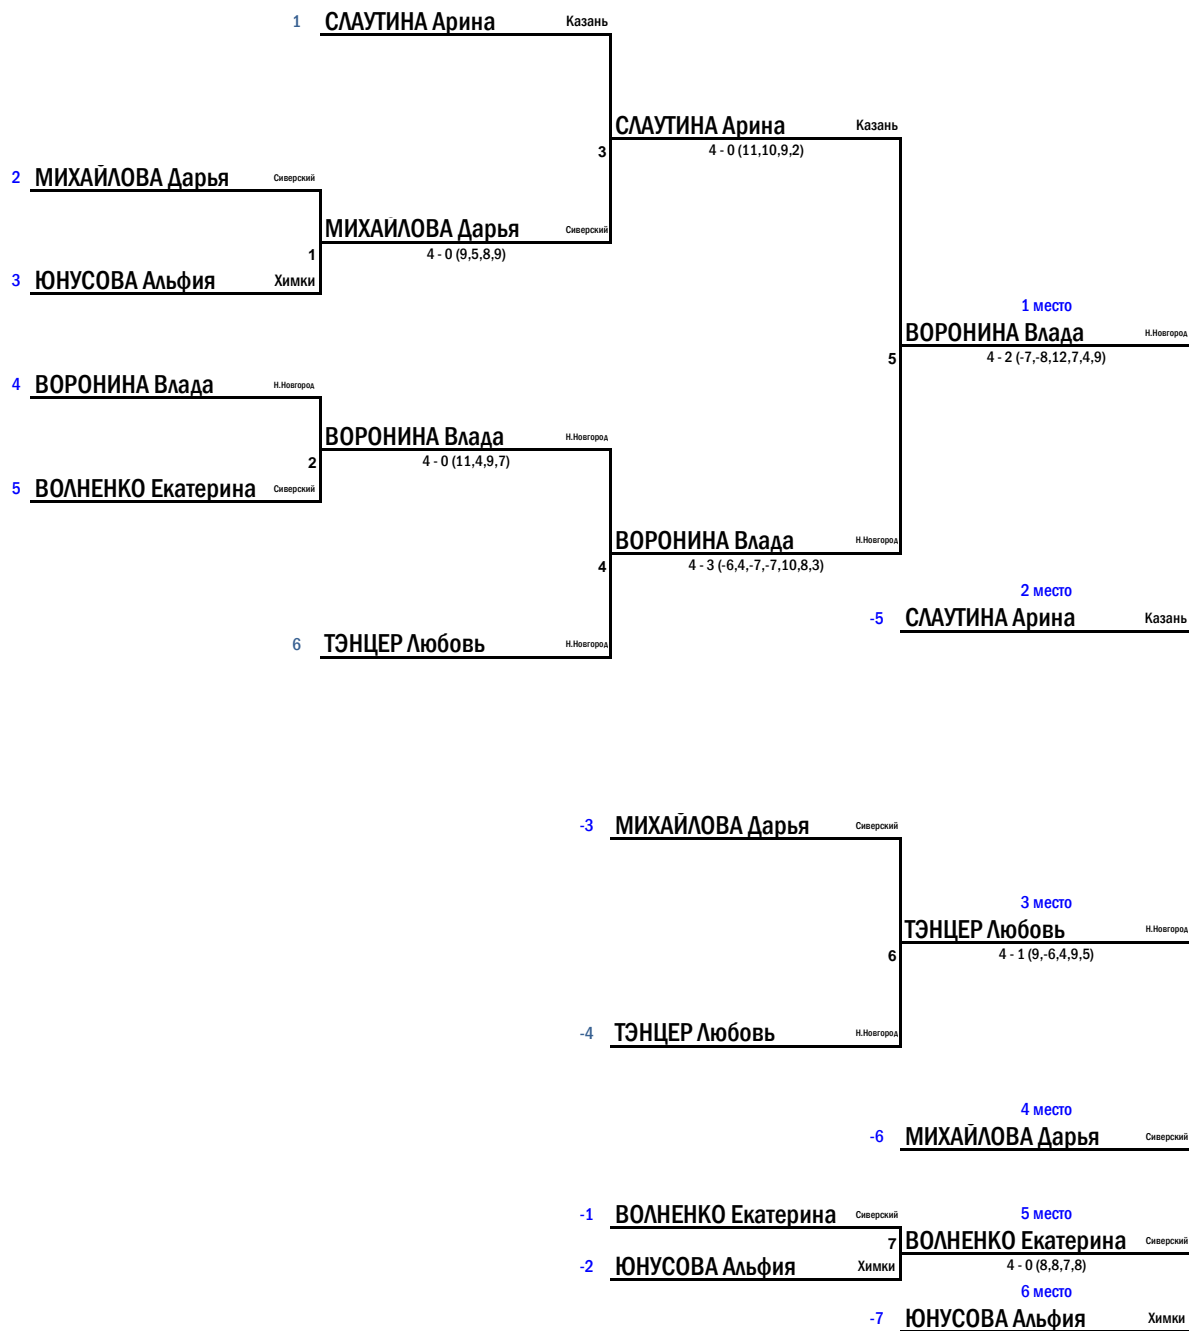 1 СЛАУТИНА Арина Казань
СЛАУТИНА Арина Казань
3 4 - 0 (11,10,9,2)
2 МИХАЙЛОВА Дарья Сиверский
МИХАЙЛОВА Дарья Сиверский
1 4 - 0 (9,5,8,9)
3 ЮНУСОВА Альфия Химки
1 место
ВОРОНИНА Влада Н.Новгород
5 4 - 2 (-7,-8,12,7,4,9)
4 ВОРОНИНА Влада Н.Новгород
ВОРОНИНА Влада Н.Новгород
2 4 - 0 (11,4,9,7)
5 ВОЛНЕНКО Екатерина Сиверский
ВОРОНИНА Влада Н.Новгород
4 4 - 3 (-6,4,-7,-7,10,8,3)
2 место
-5 СЛАУТИНА Арина Казань
6 ТЭНЦЕР Любовь Н.Новгород
-3 МИХАЙЛОВА Дарья Сиверский
3 место
ТЭНЦЕР Любовь Н.Новгород
6 4 - 1 (9,-6,4,9,5)
-4 ТЭНЦЕР Любовь Н.Новгород
4 место
-6 МИХАЙЛОВА Дарья Сиверский
-1 ВОЛНЕНКО Екатерина Сиверский
5 место
7 ВОЛНЕНКО Екатерина Сиверский
-2 ЮНУСОВА Альфия Химки
4 - 0 (8,8,7,8)
6 место
-7 ЮНУСОВА Альфия Химки